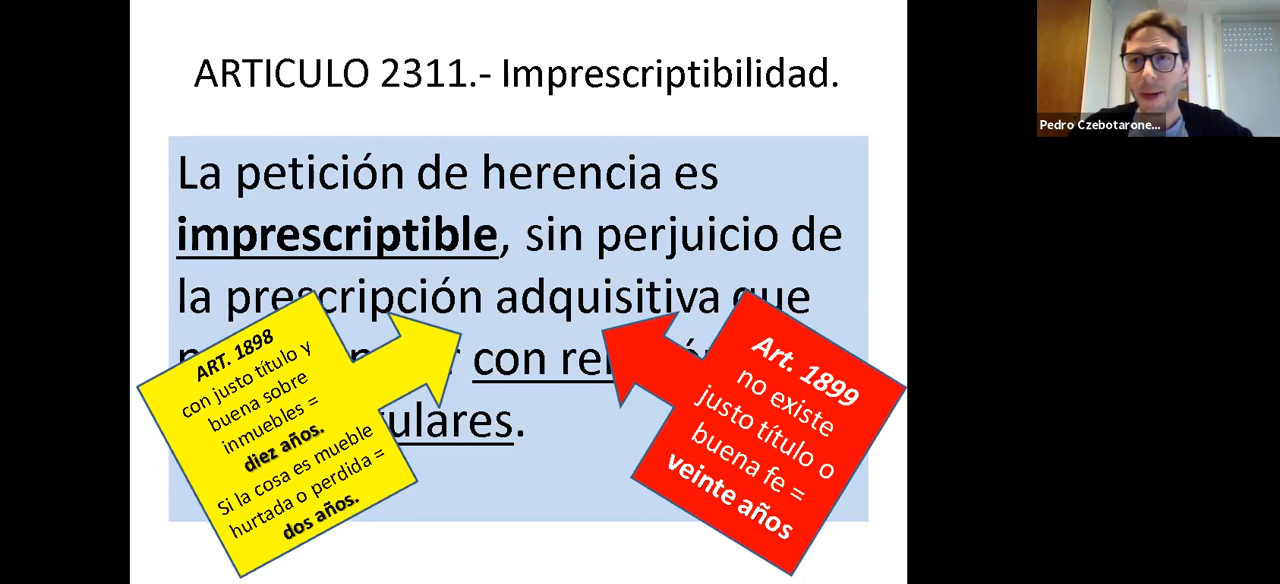 ARTICULO 2311.- Imprescriptibilidad.
La petición de herencia es
imprescriptible, sin perjuicio de
la prescripción adquisitiva que
con
.
ART. 1898
con justo título y
buena sobre
inmuebles =
diez años.
Si la cosa es mueble
hurtada o perdida =
dos años.
Art. 1899
no existe
justo título o
buena fe =
veinte años
Pedro Czebotarone...